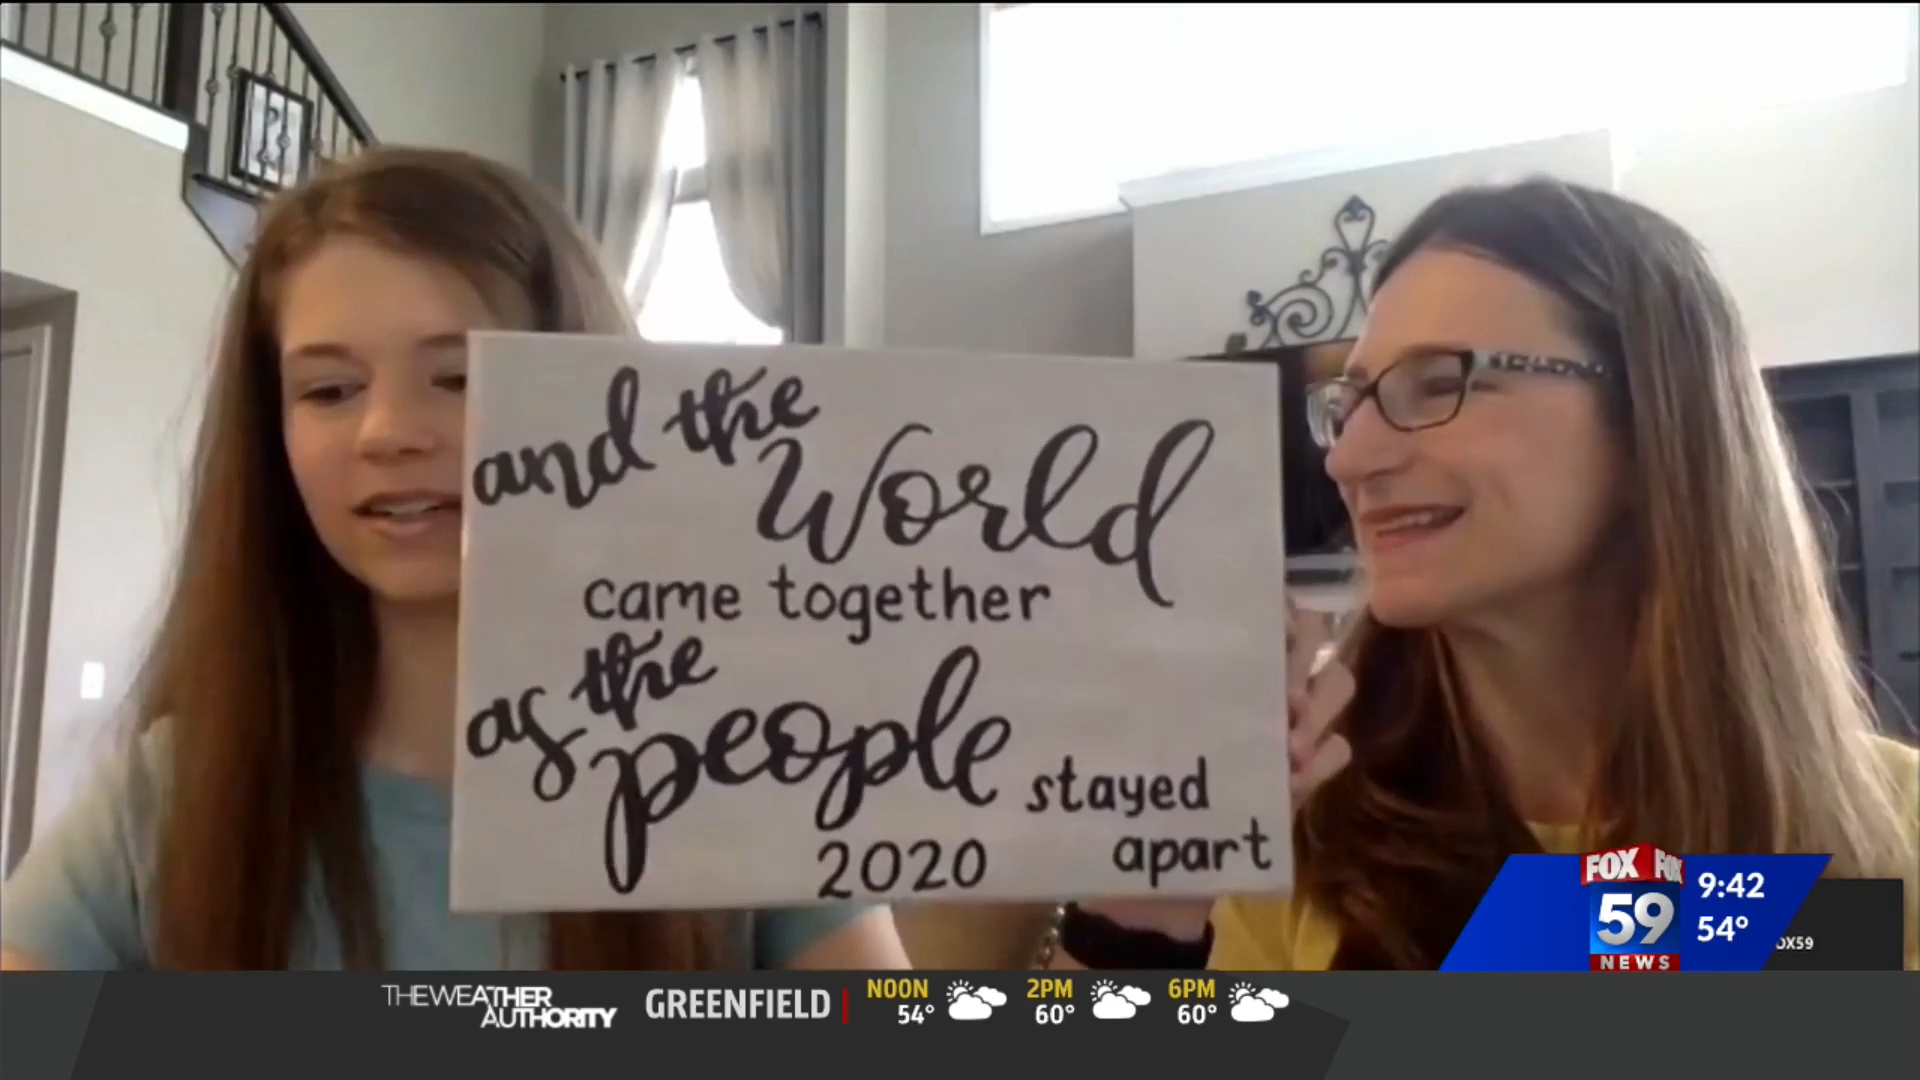 and the
World
came together
as the
people stayed
2020 apart
FOX FOX
59
NEWS
9:42
54°
OX59
THE WEATHER
AUTHORITY
GREENFIELD
NOON
54°
2PM
60°
6PM
60°